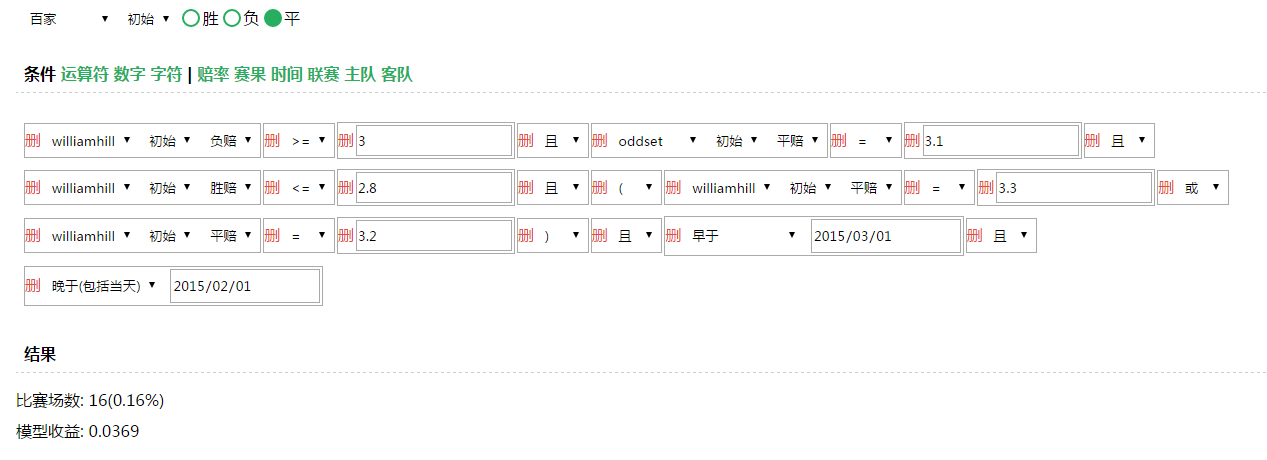 百家 初始 胜 负 平
条件 运算符 数字 字符 | 赔率 赛果 时间 联赛 主队 客队
删 williamhill 初始 负赔 删 >= 删 3 删 且 删 oddset 初始 平赔 删 = 删 3.1 删 且
删 williamhill 初始 胜赔 删 <= 删 2.8 删 且 删 ( 删 williamhill 初始 平赔 删 = 删 3.3 删 或
删 williamhill 初始 平赔 删 = 删 3.2 删 ) 删 且 删 早于 2015/03/01 删 且
删 晚于(包括当天) 2015/02/01
结果
比赛场数: 16(0.16%)
模型收益: 0.0369